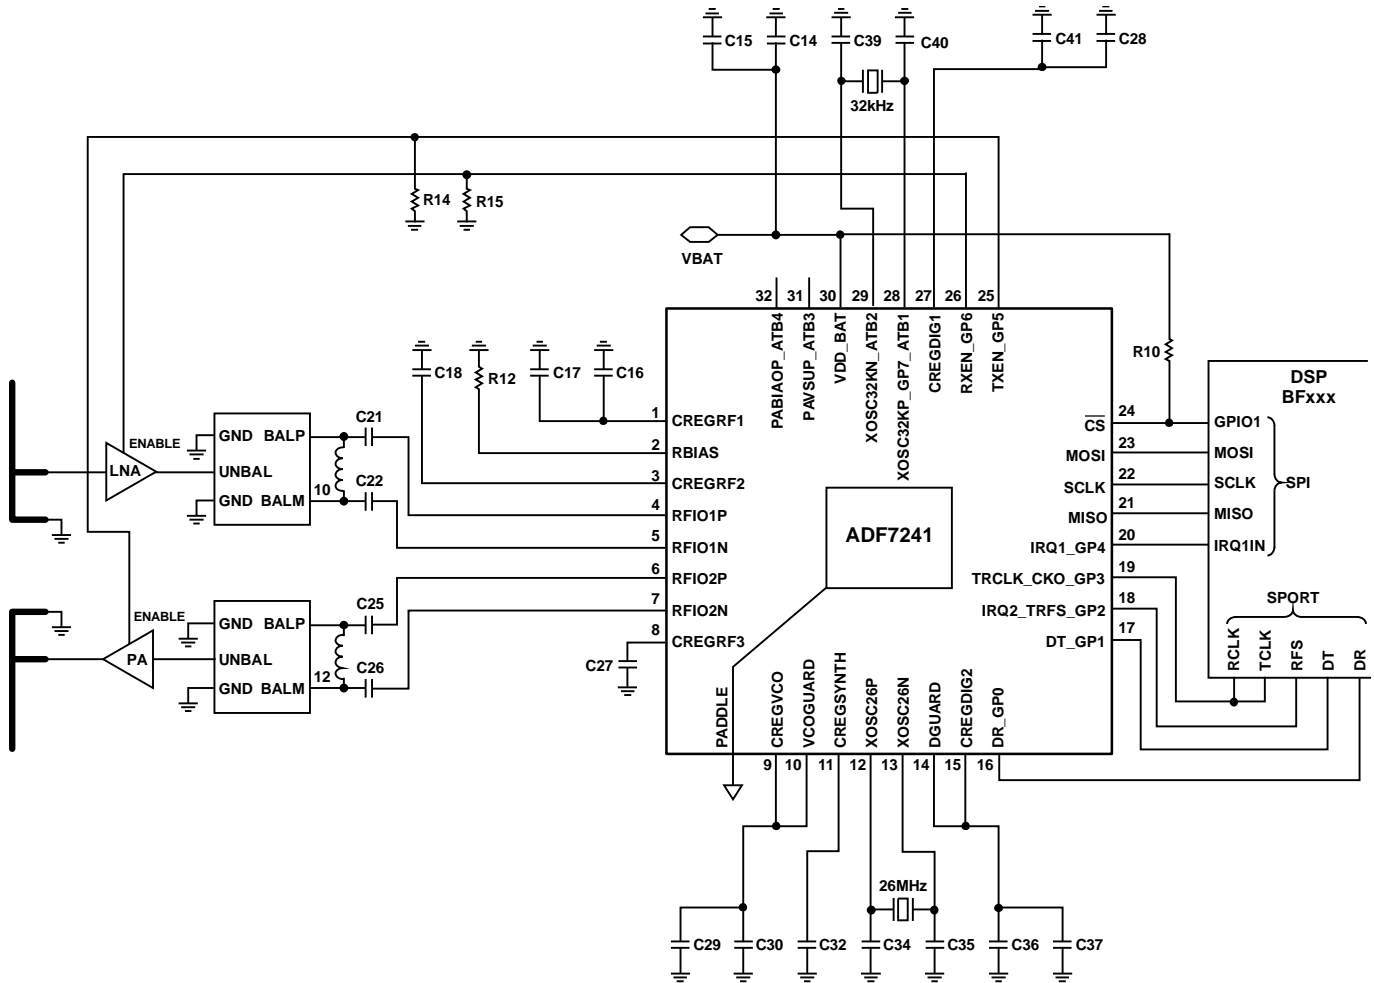 C15
C14
C39
C40
C41
C28
32kHz
R14
R15
VBAT
32
31
30
29
28
27
26
25
PABIAOP_ATB4
PAVSUP_ATB3
VDD_BAT
XOSC32KN_ATB2
XOSC32KP_GP7_ATB1
CREGDIG1
RXEN_GP6
TXEN_GP5
R10
C18
R12
C17
C16
DSP
BFxxx
1
CREGRF1
2
RBIAS
3
CREGRF2
4
RFIO1P
5
RFIO1N
6
RFIO2P
7
RFIO2N
8
CREGRF3
24
CS
GPIO1
23
MOSI
MOSI
22
SCLK
SCLK
SPI
21
MISO
MISO
20
IRQ1_GP4
IRQ1IN
19
TRCLK_CKO_GP3
18
IRQ2_TRFS_GP2
17
DT_GP1
SPORT
RCLK
TCLK
RFS
DT
DR
ADF7241
ENABLE
LNA
GND BALP
UNBAL
GND BALM
10
C21
C22
ENABLE
PA
GND BALP
UNBAL
GND BALM
12
C25
C26
C27
PADDLE
CREGVCO
VCOGUARD
CREGSYNTH
XOSC26P
XOSC26N
DGUARD
CREGDIG2
DR_GP0
9
10
11
12
13
14
15
16
26MHz
C29
C30
C32
C34
C35
C36
C37